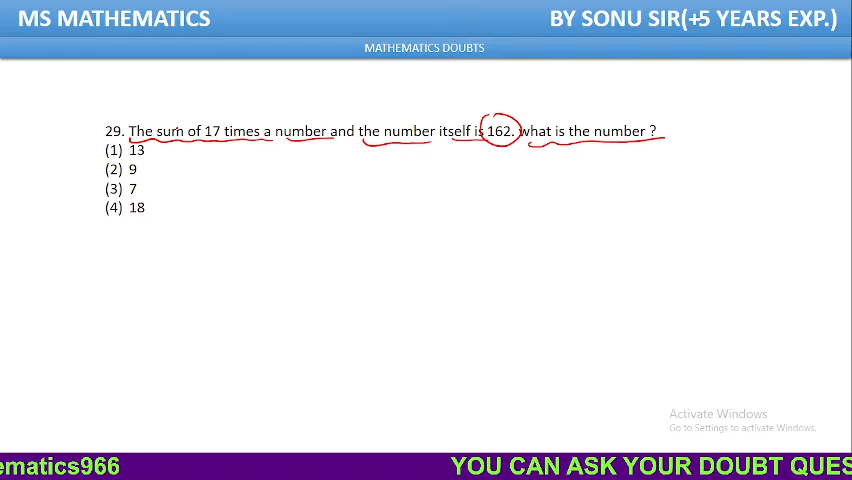 MS MATHEMATICS
BY SONU SIR(+5 YEARS EXP.)
MATHEMATICS DOUBTS
29. The sum of 17 times a number and the number itself is 162. what is the number ?
(1) 13
(2) 9
(3) 7
(4) 18
Activate Windows
Go to Settings to activate Windows.
ematics966
YOU CAN ASK YOUR DOUBT QUES